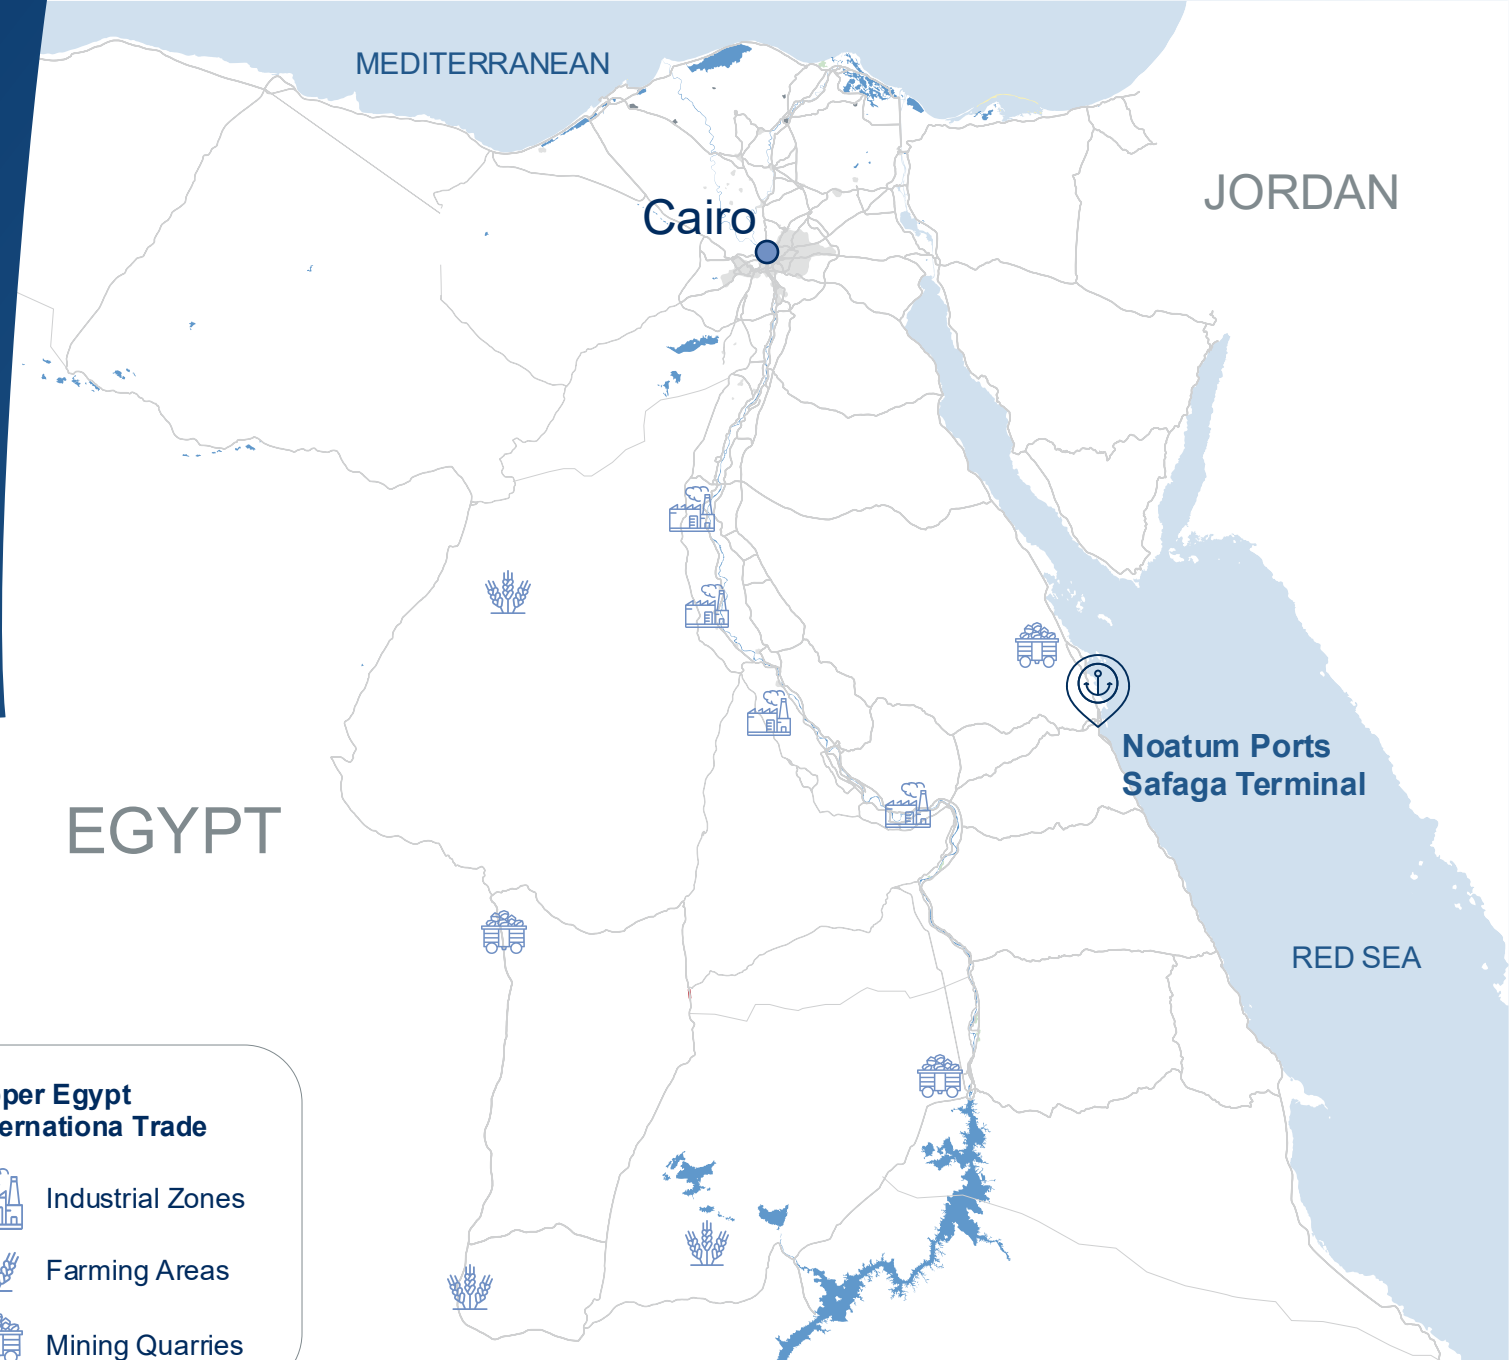 MEDITERRANEAN
JORDAN
Cairo
Noatum Ports
Safaga Terminal
EGYPT
RED SEA
per Egypt
ernationa Trade
Industrial Zones
Farming Areas
Mining Quarries